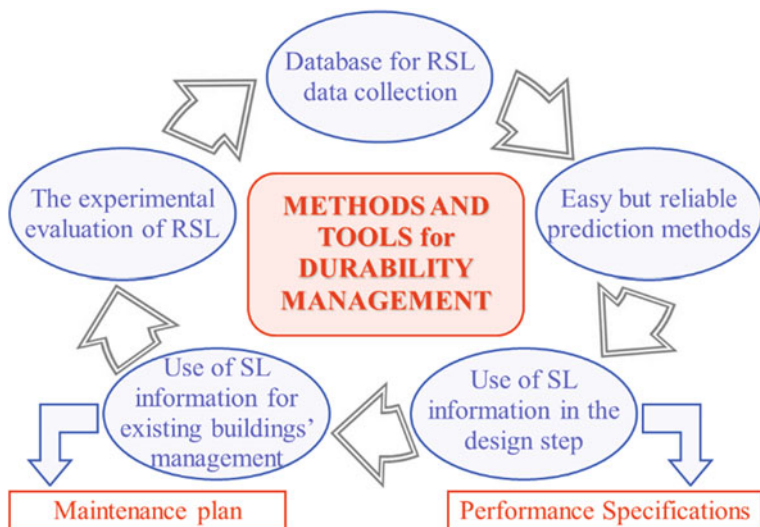 Database for RSL
data collection
The experimental
evaluation of RSL
METHODS AND
TOOLS for
DURABILITY
MANAGEMENT
Easy but reliable
prediction methods
Use of SL
information for
existing buildings’
management
Use of SL
information in the
design step
Maintenance plan
Performance Specifications